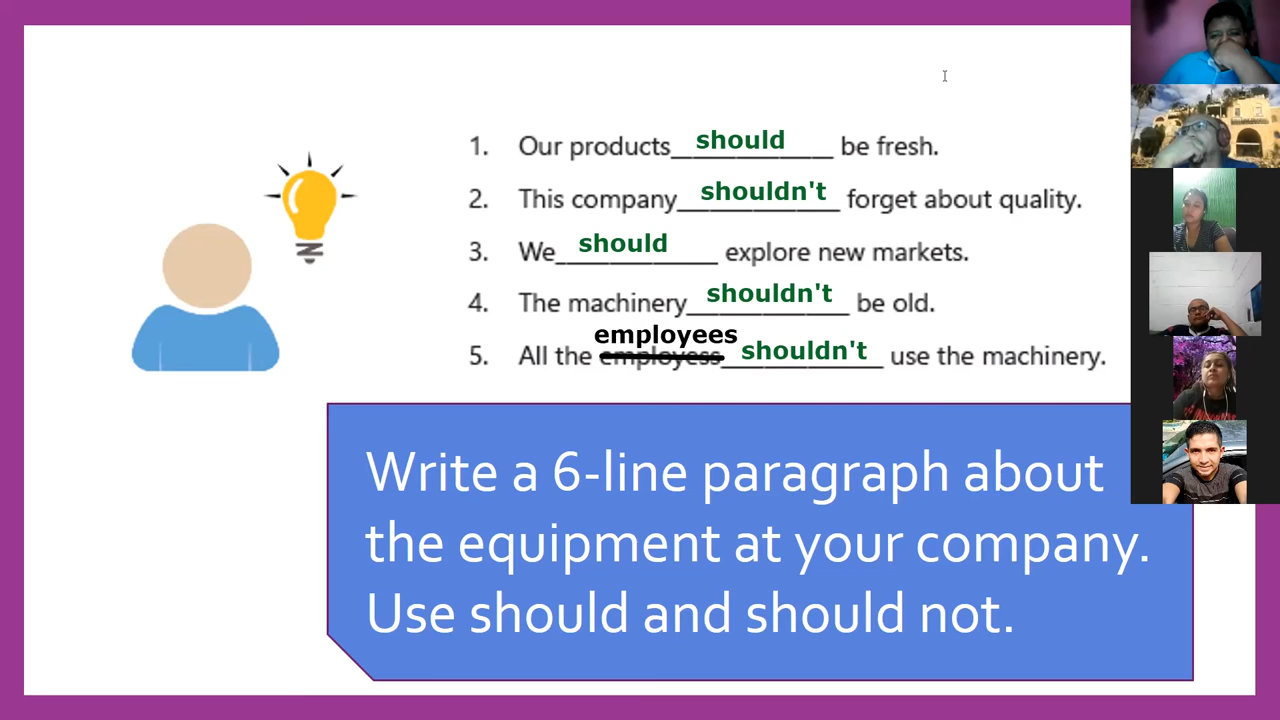 1. Our products should be fresh.
2. This company shouldn't forget about quality.
3. We should explore new markets.
4. The machinery shouldn't be old.
employees
5. All the employess shouldn't use the machinery.
Write a 6-line paragraph about
the equipment at your company.
Use should and should not.